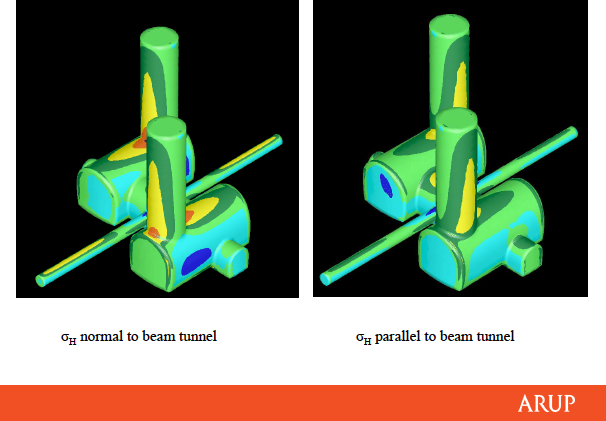 σH normal to beam tunnel
σH parallel to beam tunnel
ARUP